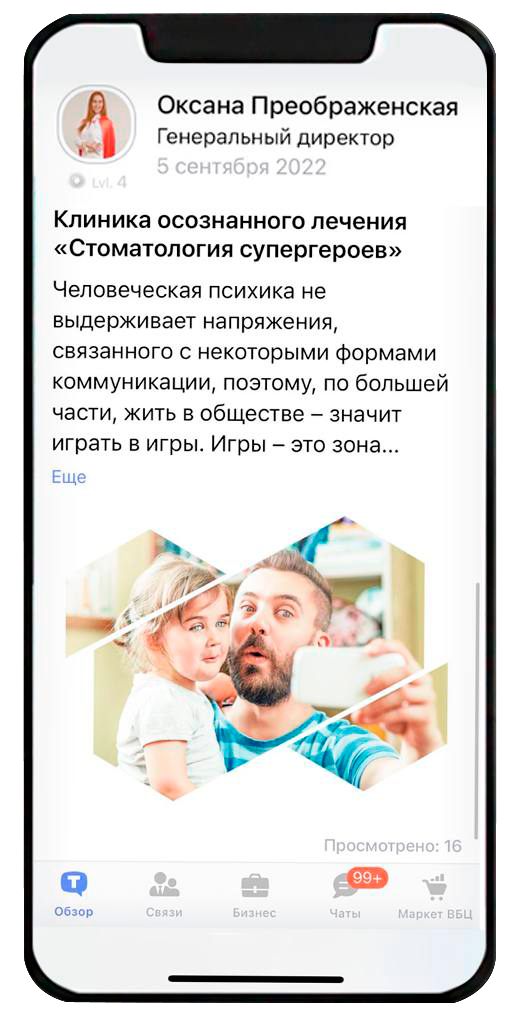 Оксана Преображенская
Генеральный директор
5 сентября 2022
Lvl. 4
Клиника осознанного лечения
«Стоматология супергероев»
Человеческая психика не
выдерживает напряжения,
связанного с некоторыми формами
коммуникации, поэтому, по большей
части, жить в обществе – значит
играть в игры. Игры – это зона...
Еще
Просмотрено: 16
T
99+
Обзор
Связи
Бизнес
Чаты
Маркет ВБЦ